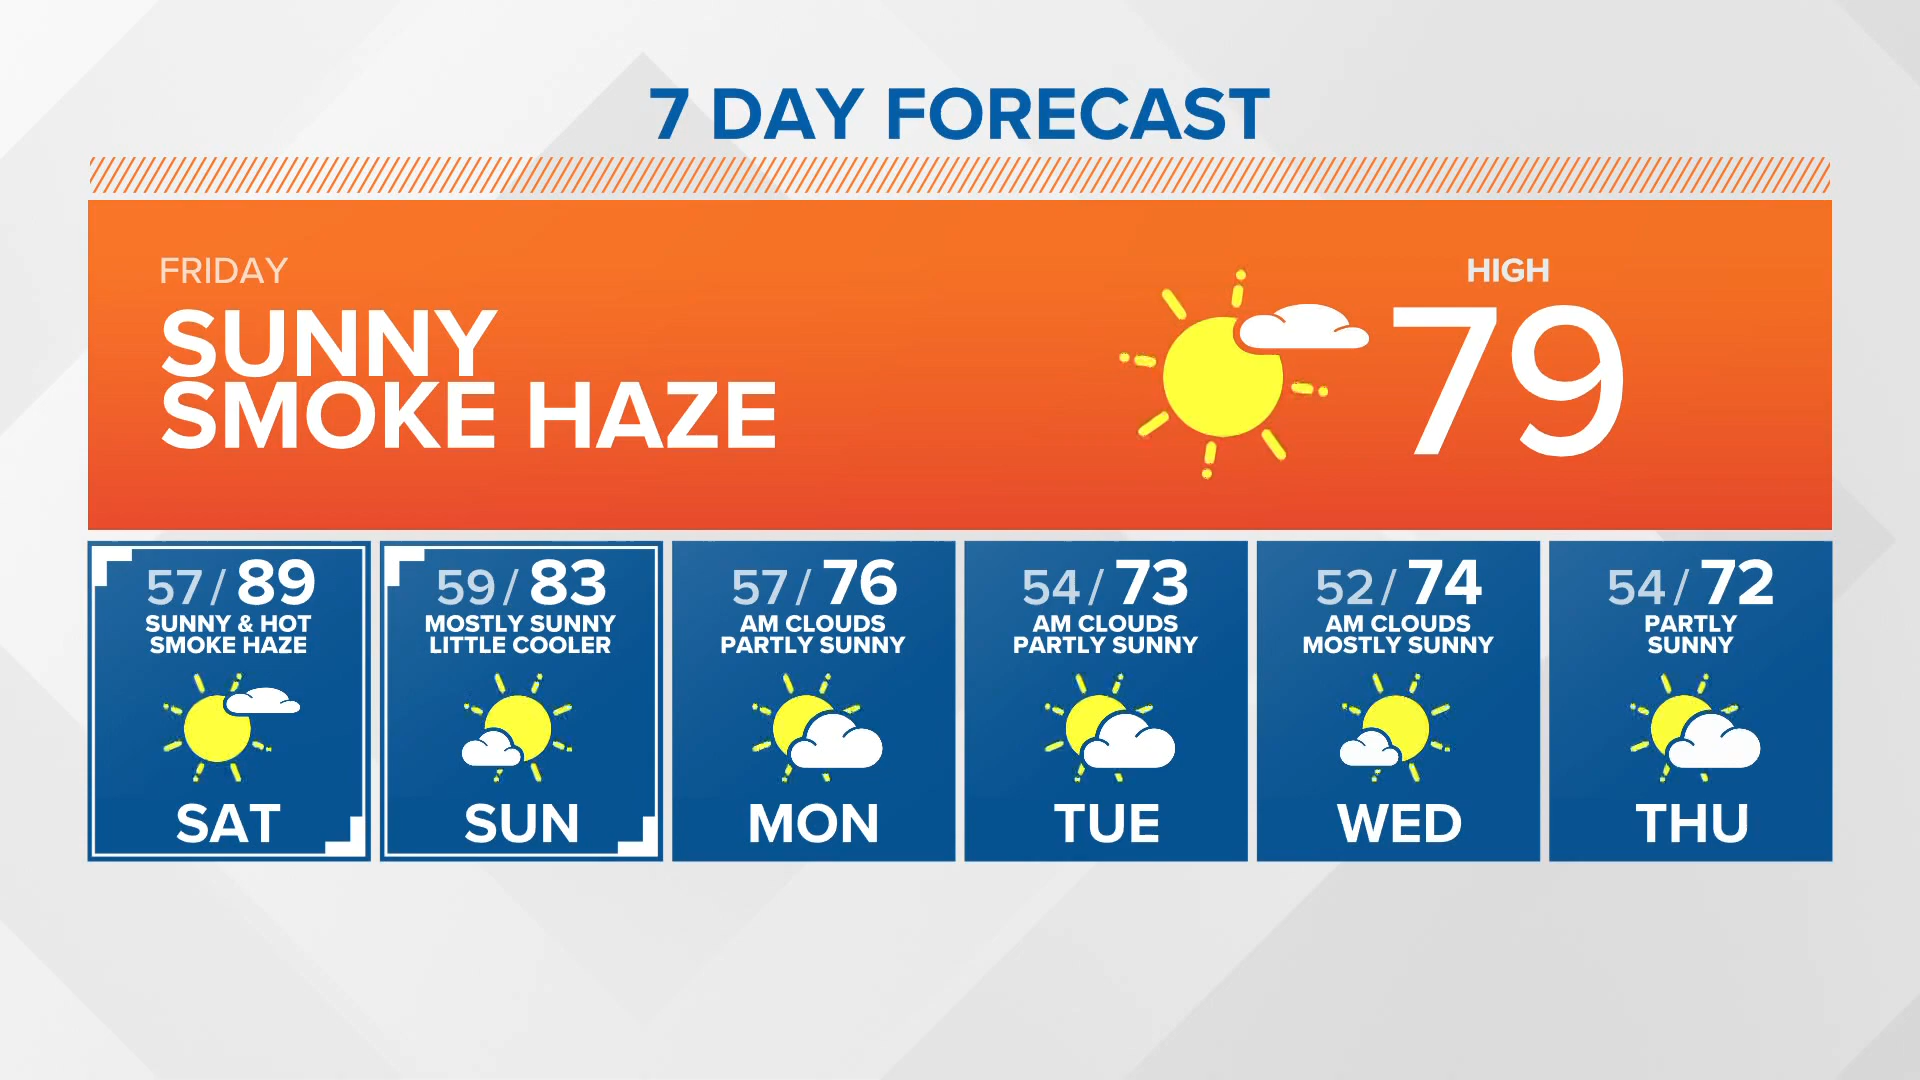 7 DAY FORECAST
FRIDAY
SUNNY
SMOKE HAZE
HIGH
79
57/89
SUNNY & HOT
SMOKE HAZE
SAT
59/83
MOSTLY SUNNY
LITTLE COOLER
SUN
57/76
AM CLOUDS
PARTLY SUNNY
MON
54/73
AM CLOUDS
PARTLY SUNNY
TUE
52/74
AM CLOUDS
MOSTLY SUNNY
WED
54/72
PARTLY
SUNNY
THU